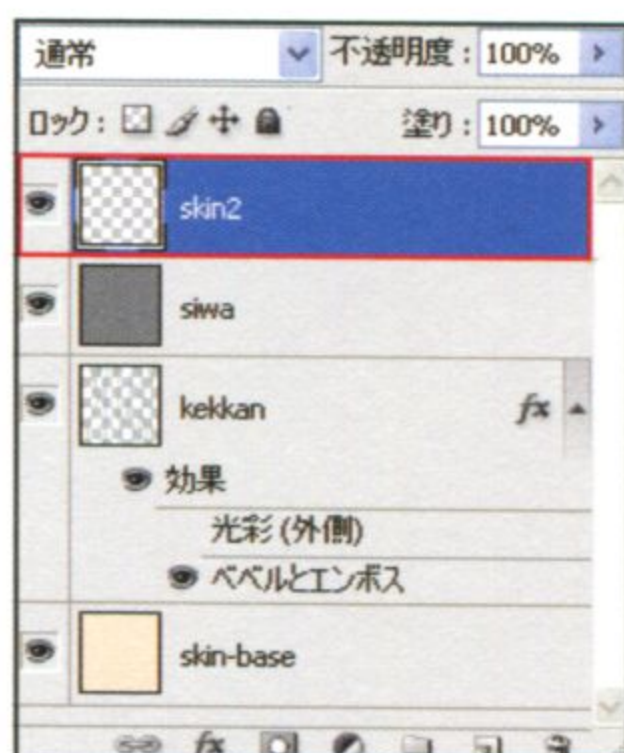 通常 不透明度 : 100%
ロック : 塗り : 100%
skin2
siwa
kekkan fx
効果
光彩 (外側)
ベベルとエンボス
skin-base
fx